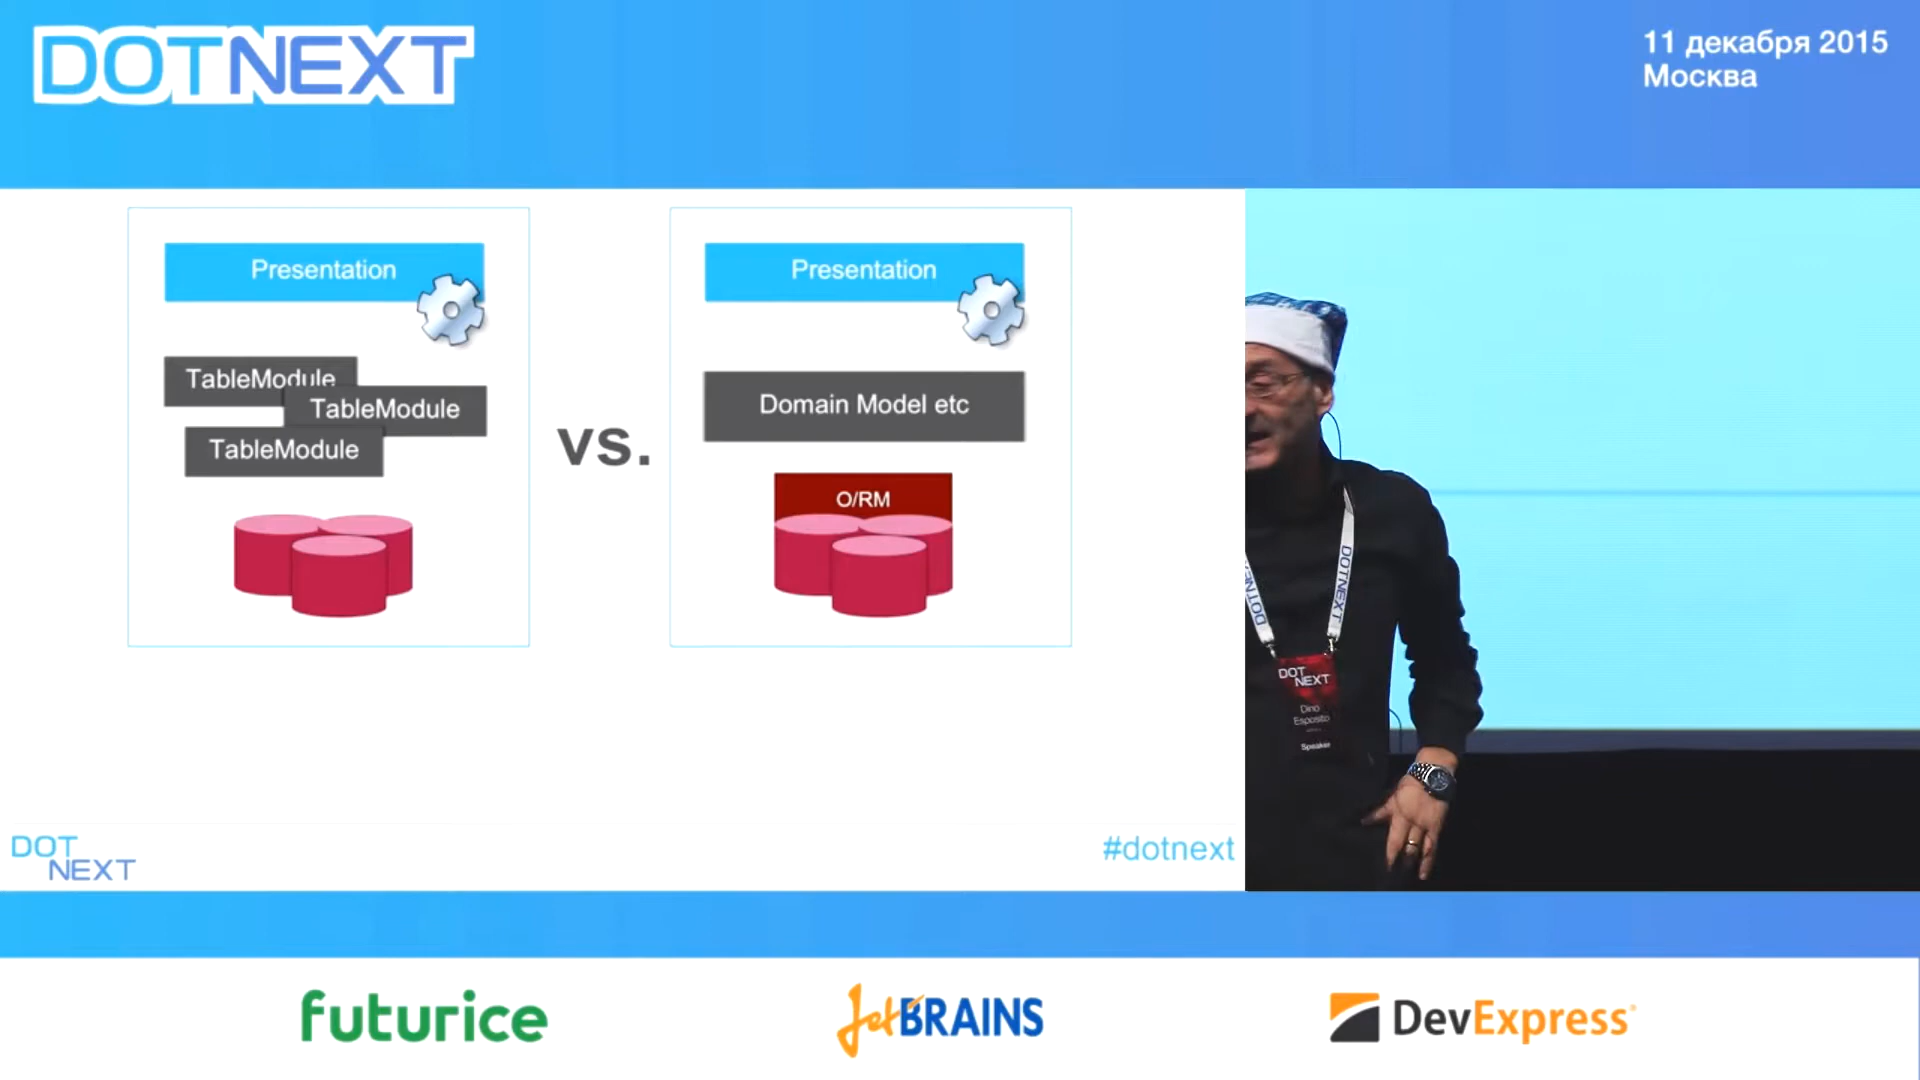 DOTNEXT
11 декабря 2015
Москва
Presentation
TableModule
TableModule
TableModule
vs.
Presentation
Domain Model etc
O/RM
DOT
NEXT
#dotnext
DOTNEXT
DOT
NEXT
Dino
Esposito
Speaker
futurice
JetBRAINS
DevExpress